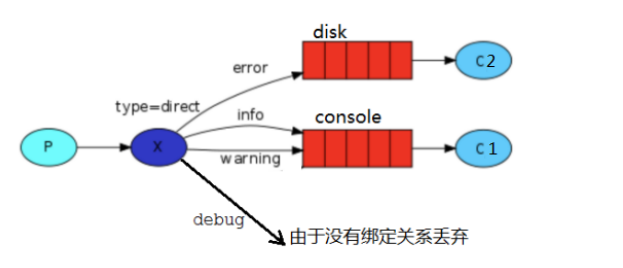 disk
error
C2
type=direct
info
console
P
X
warning
C1
debug
由于没有绑定关系丢弃